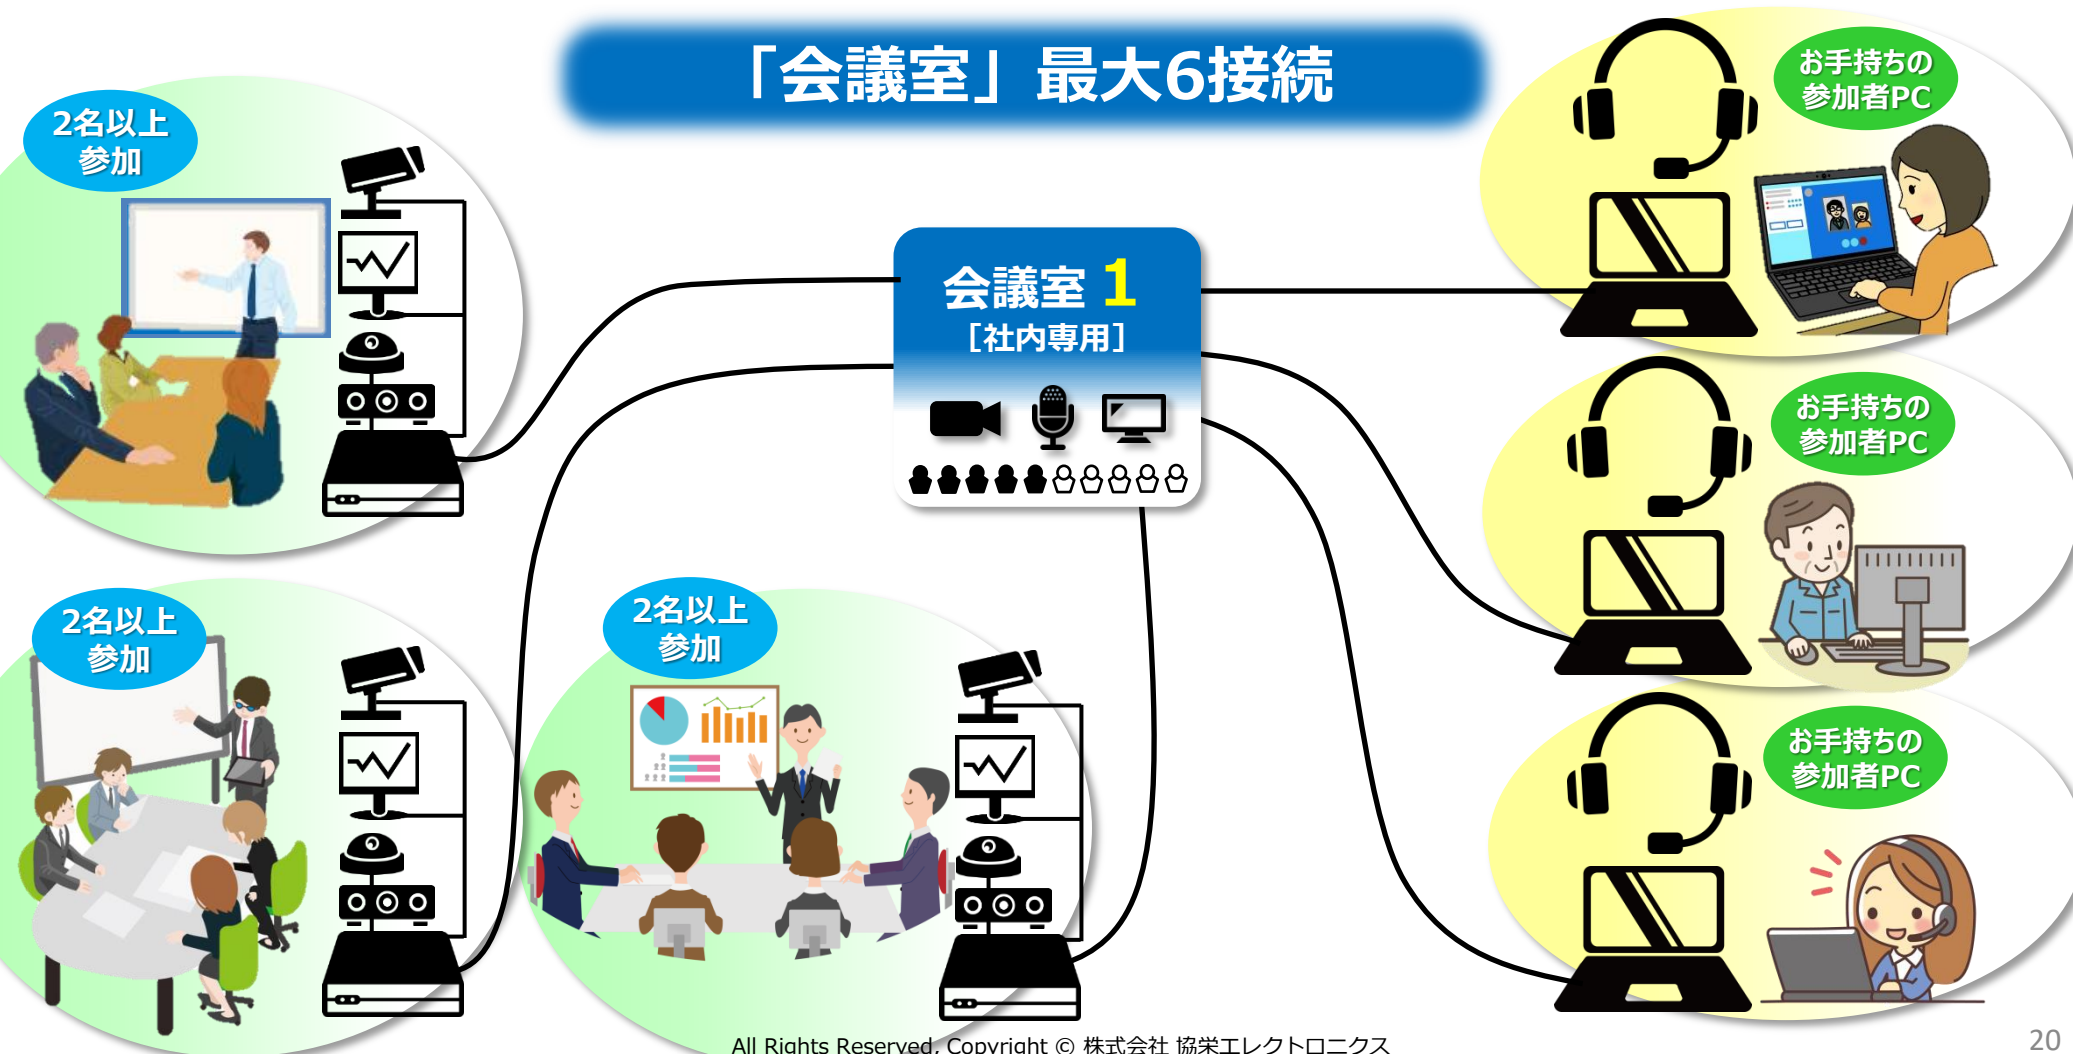 「会議室」最大6接続
2名以上
参加
お手持ちの
参加者PC
会議室 1
［社内専用］
お手持ちの
参加者PC
2名以上
参加
2名以上
参加
お手持ちの
参加者PC
All Rights Reserved, Copyright © 株式会社 協栄エレクトロニクス
20